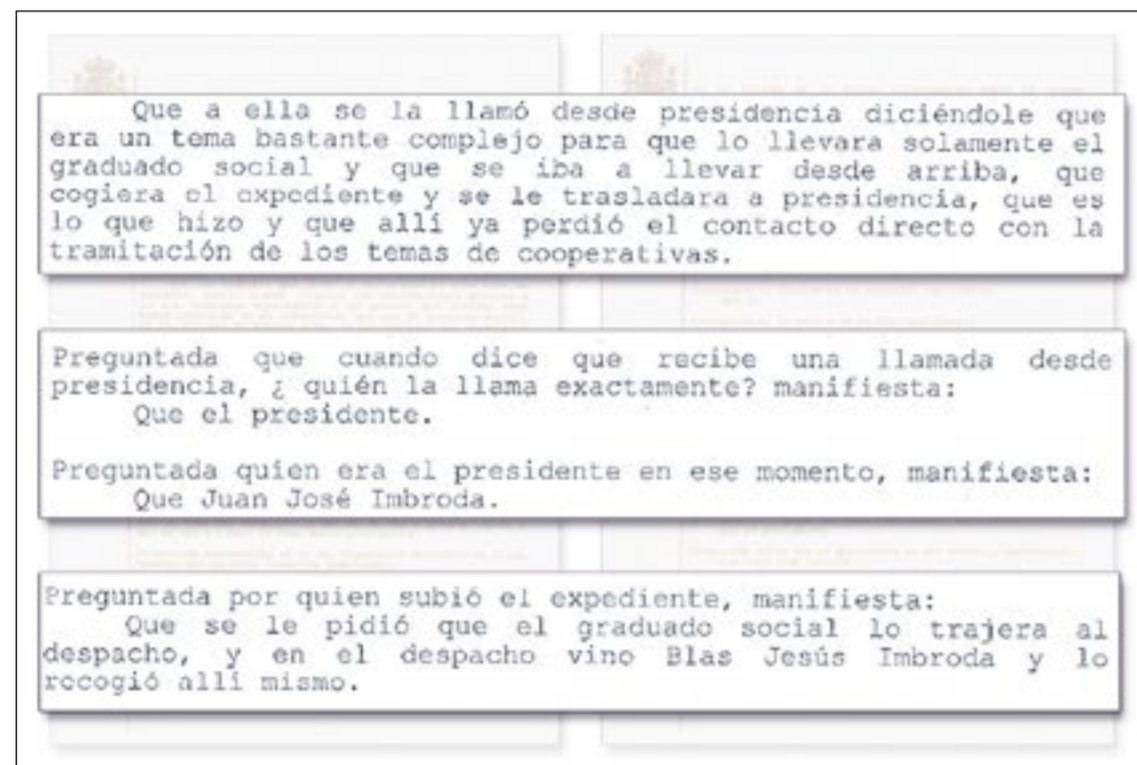 Que a ella se la llamó desde presidencia diciéndole que
era un tema bastante complejo para que lo llevara solamente el
graduado social y que se iba a llevar desde arriba, que
cogiera el expediente y se le trasladara a presidencia, que es
lo que hizo y que allí ya perdió el contacto directo con la
tramitación de los temas de cooperativas.
Preguntada que cuando dice que recibe una llamada desde
presidencia, ¿ quién la llama exactamente? manifiesta:
Que el presidente.
Preguntada quien era el presidente en ese momento, manifiesta:
Que Juan José Imbroda.
Preguntada por quien subió el expediente, manifiesta:
Que se le pidió que el graduado social lo trajera al
despacho, y en el despacho vino Blas Jesús Imbroda y lo
recogió allí mismo.